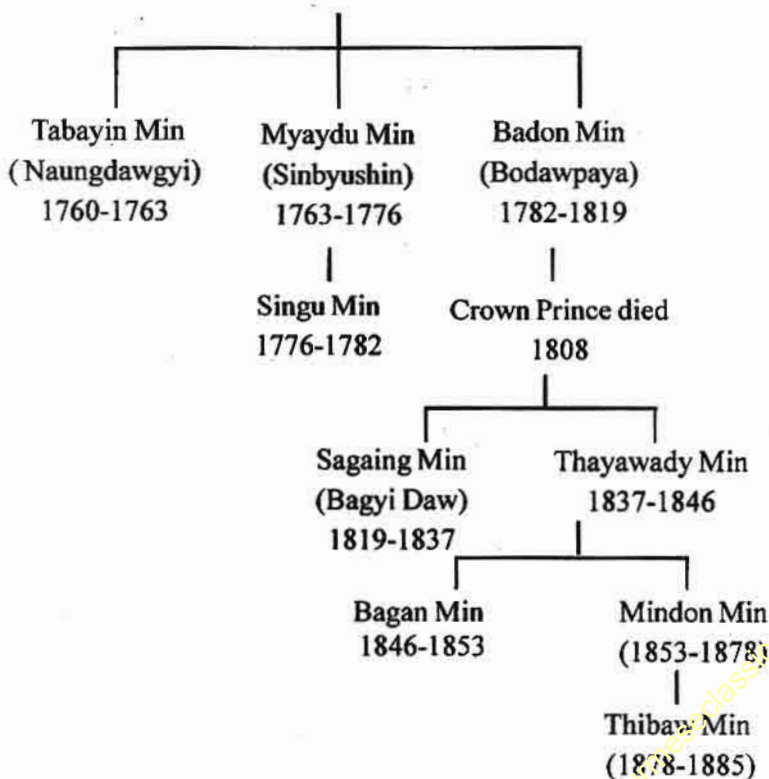 Tabayin Min
(Naungdawgyi)
1760-1763
Myaydu Min
(Sinbyushin)
1763-1776
Badon Min
(Bodawpaya)
1782-1819
Singu Min
1776-1782
Crown Prince died
1808
Sagaing Min
(Bagyi Daw)
1819-1837
Thayawady Min
1837-1846
Bagan Min
1846-1853
Mindon Min
(1853-1878)
Thibaw Min
(1878-1885)